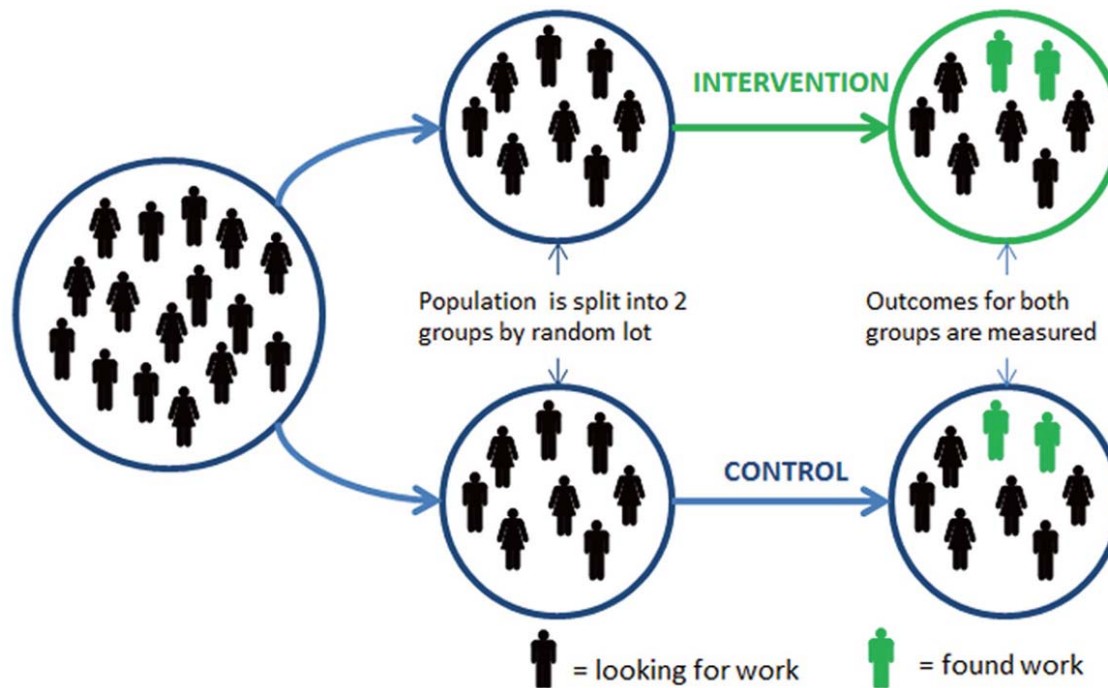 INTERVENTION
Population is split into 2
groups by random lot
Outcomes for both
groups are measured
CONTROL
= looking for work
= found work